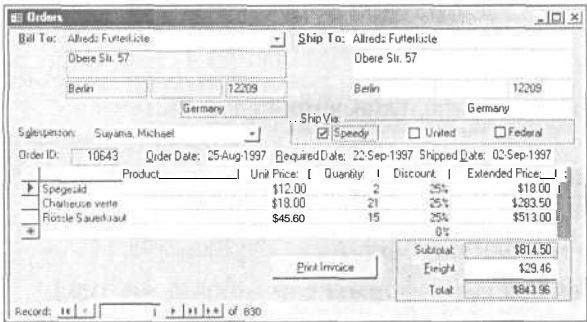 Orders
Bill To: Alfreds Futterkiste Ship To: Alfreds Futterkiste
Obere Str. 57 Obere Str. 57
Berlin 12209 Berlin 12209
Germany Germany
Ship Via:
Salesperson: Suyama, Michael Speedy United Federal
Order ID: 10643 Order Date: 25-Aug-1997 Required Date: 22-Sep-1997 Shipped Date: 02-Sep-1997
Product Unit Price: Quantity: Discount: Extended Price:
Spegesild $12.00 2 25% $18.00
Chartreuse verte $18.00 21 25% $283.50
Rössle Sauerkraut $45.60 15 25% $513.00
0%
Subtotal: $814.50
Print Invoice Freight: $29.46
Total: $843.96
Record: 1 of 830